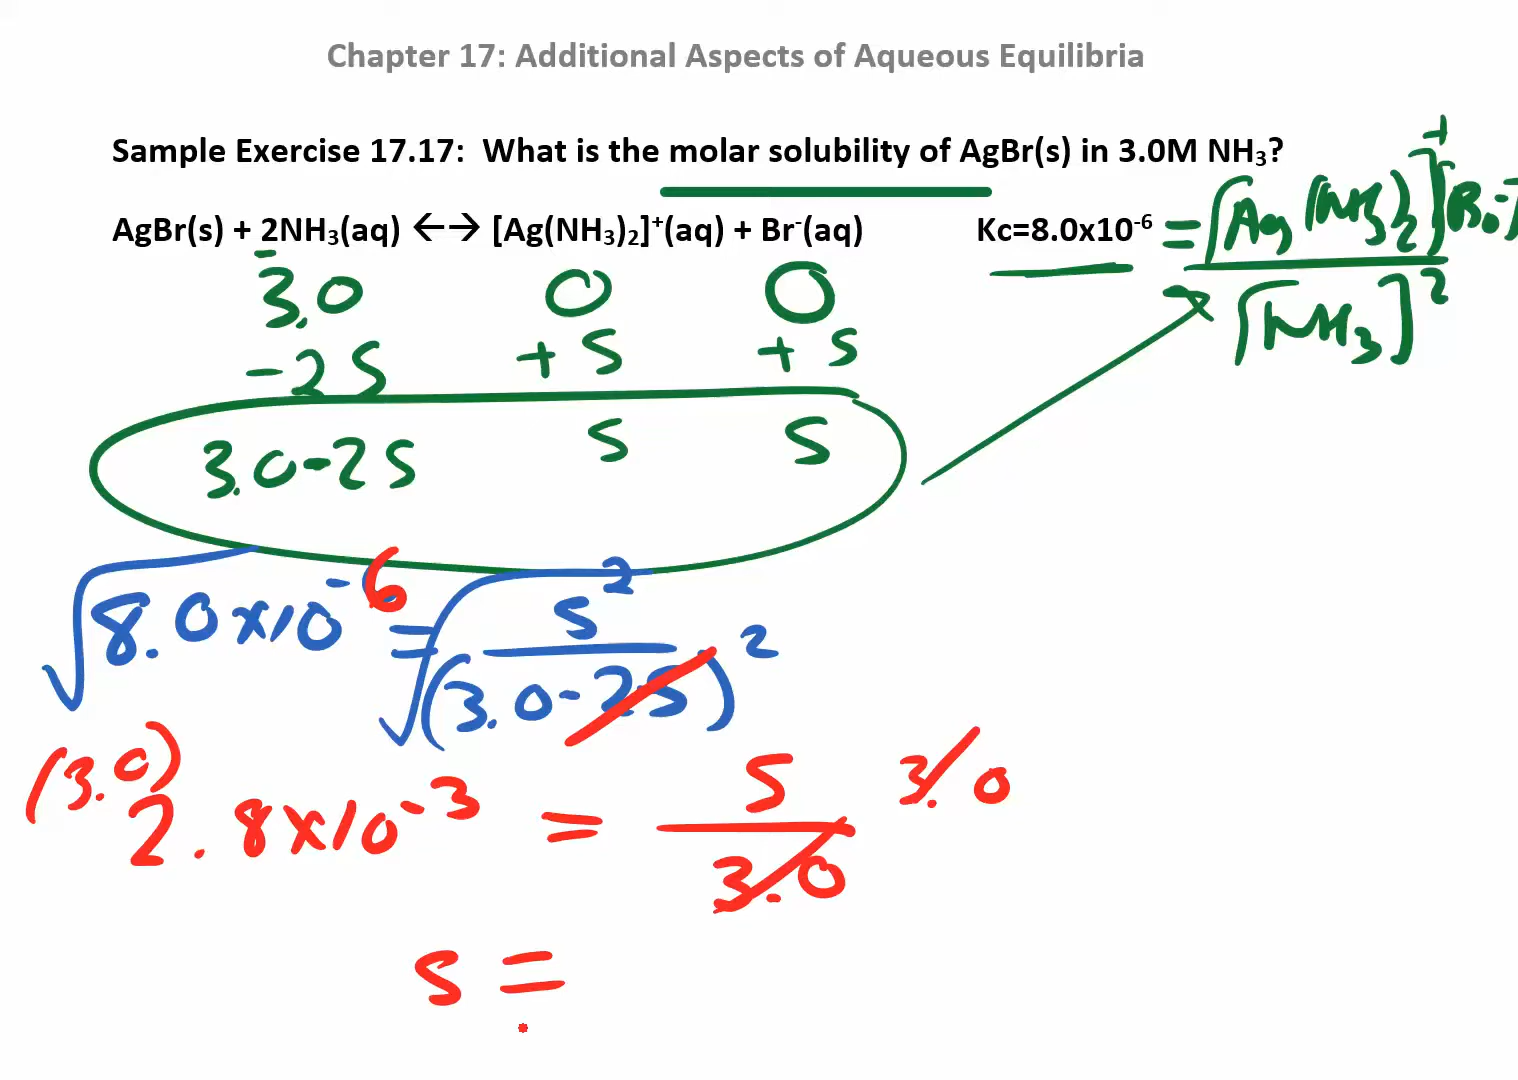 Chapter 17: Additional Aspects of Aqueous Equilibria
Sample Exercise 17.17: What is the molar solubility of AgBr(s) in 3.0M NH₃?
AgBr(s) + 2NH₃(aq) ←→ [Ag(NH₃)₂]⁺(aq) + Br⁻(aq) Kc=8.0x10⁻⁶ = [Ag(NH₃)₂]⁺[Br⁻]
[NH₃]²
3.0 0 0
-2s +s +s
3.0-2s s s
√8.0x10⁻⁶ = √s²
(3.0-2s)²
(3.0) 2.8x10⁻³ = s 3.0
3.0
s =